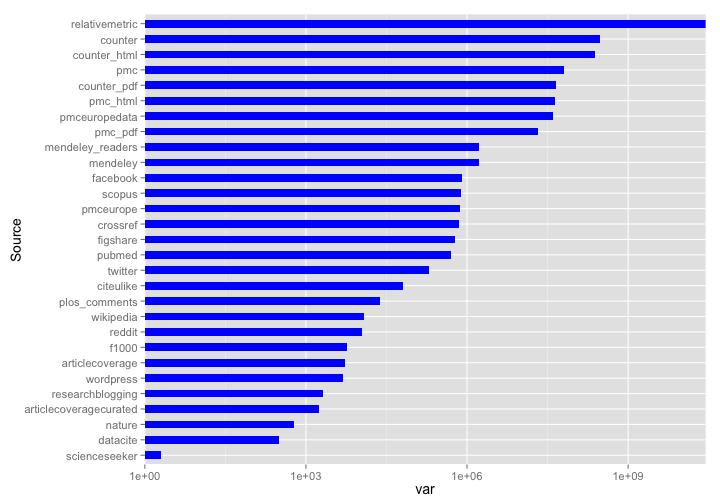 relativemetric
counter
counter_html
pmc
counter_pdf
pmc_html
pmceuropedata
pmc_pdf
mendeley_readers
mendeley
facebook
scopus
pmceurope
crossref
figshare
pubmed
twitter
citeulike
plos_comments
wikipedia
reddit
f1000
articlecoverage
wordpress
researchblogging
articlecoveragecurated
nature
datacite
scienceseeker
Source
1e+00 1e+03 1e+06 1e+09
var